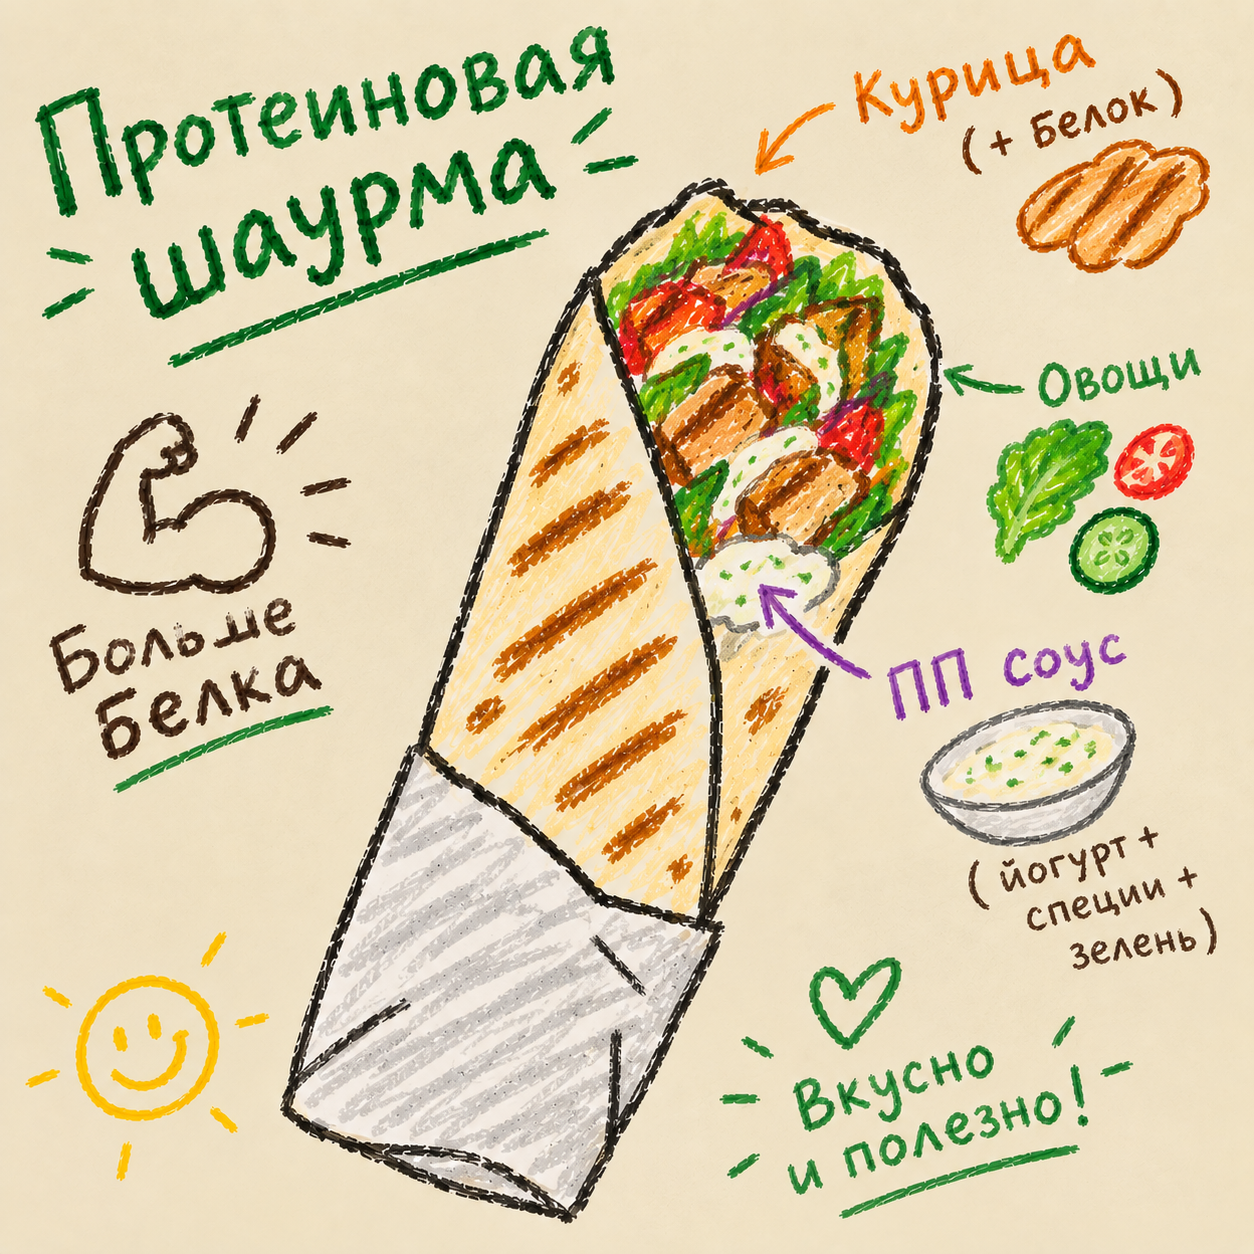 Протеиновая
шаурма
Курица
(+ Белок)
Овощи
Больше
Белка
ПП соус
(йогурт +
специи +
зелень)
Вкусно
и полезно!